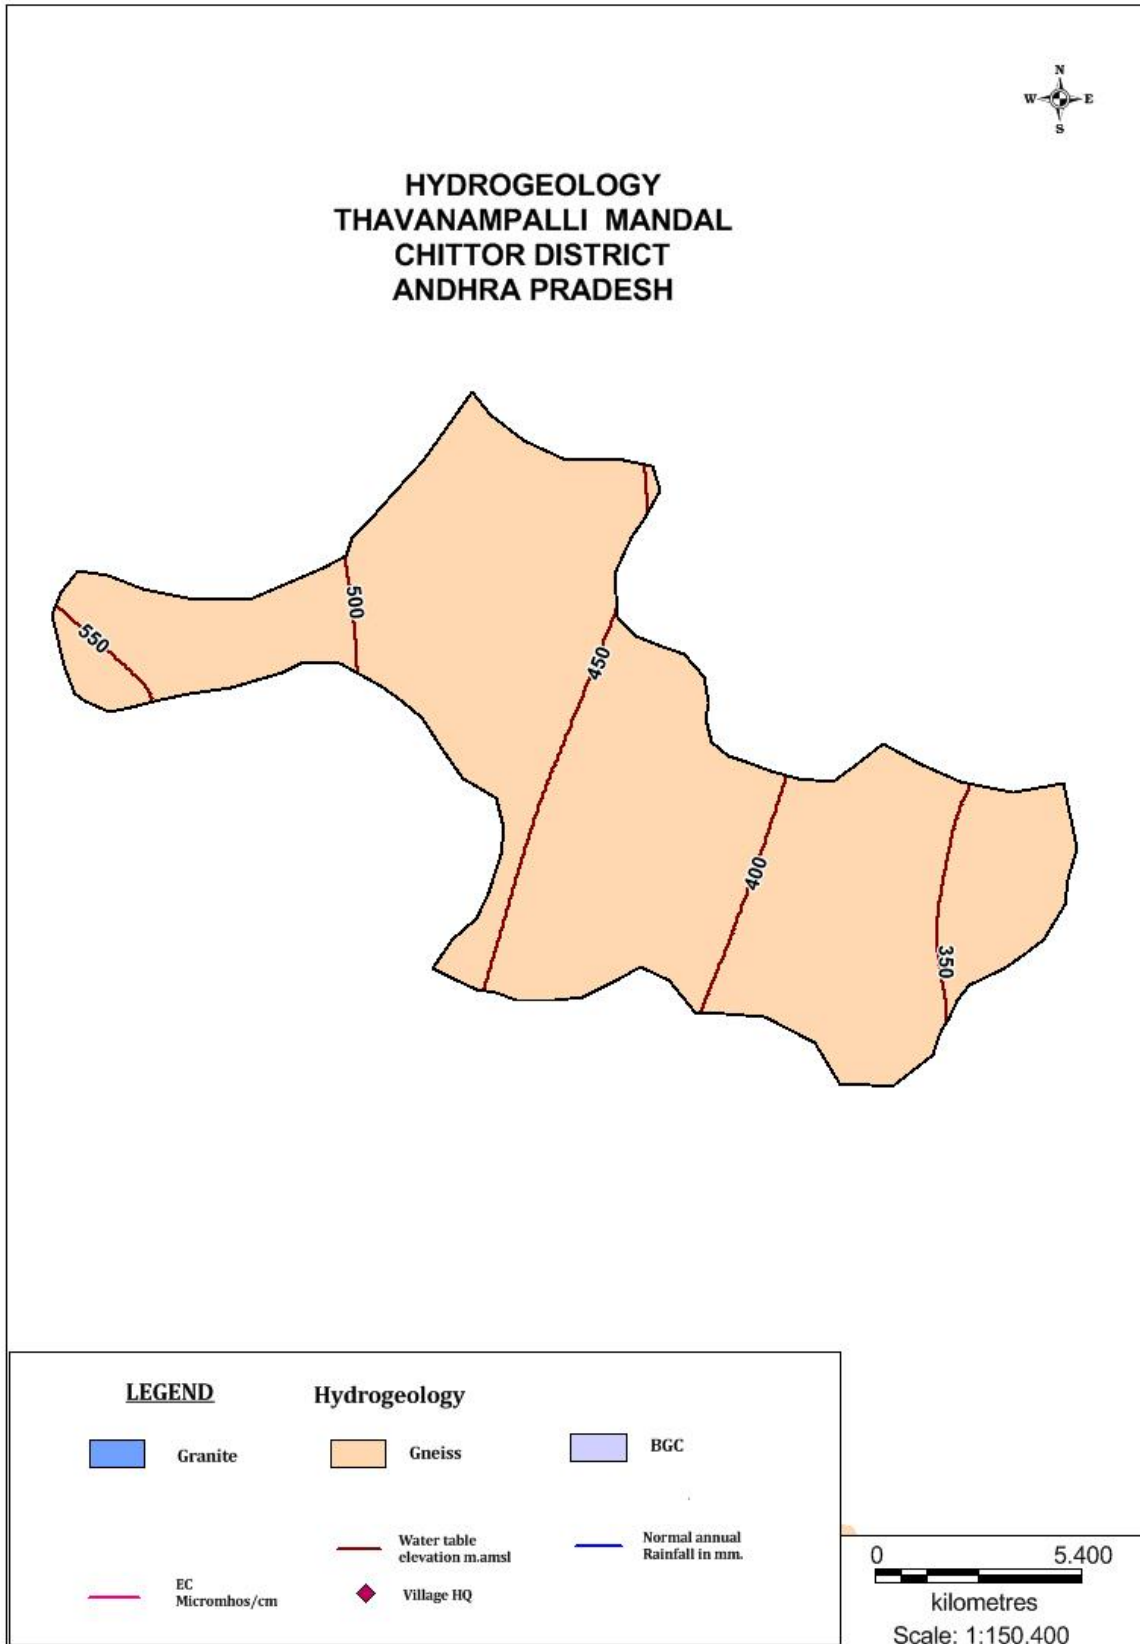 N
W E
S
HYDROGEOLOGY
THAVANAMPALLI MANDAL
CHITTOR DISTRICT
ANDHRA PRADESH
500
550
450
400
350
LEGEND Hydrogeology
Granite Gneiss BGC
Water table
elevation m.amsl
Normal annual
Rainfall in mm.
EC
Micromhos/cm
Village HQ
0 5.400
kilometres
Scale: 1:150,400